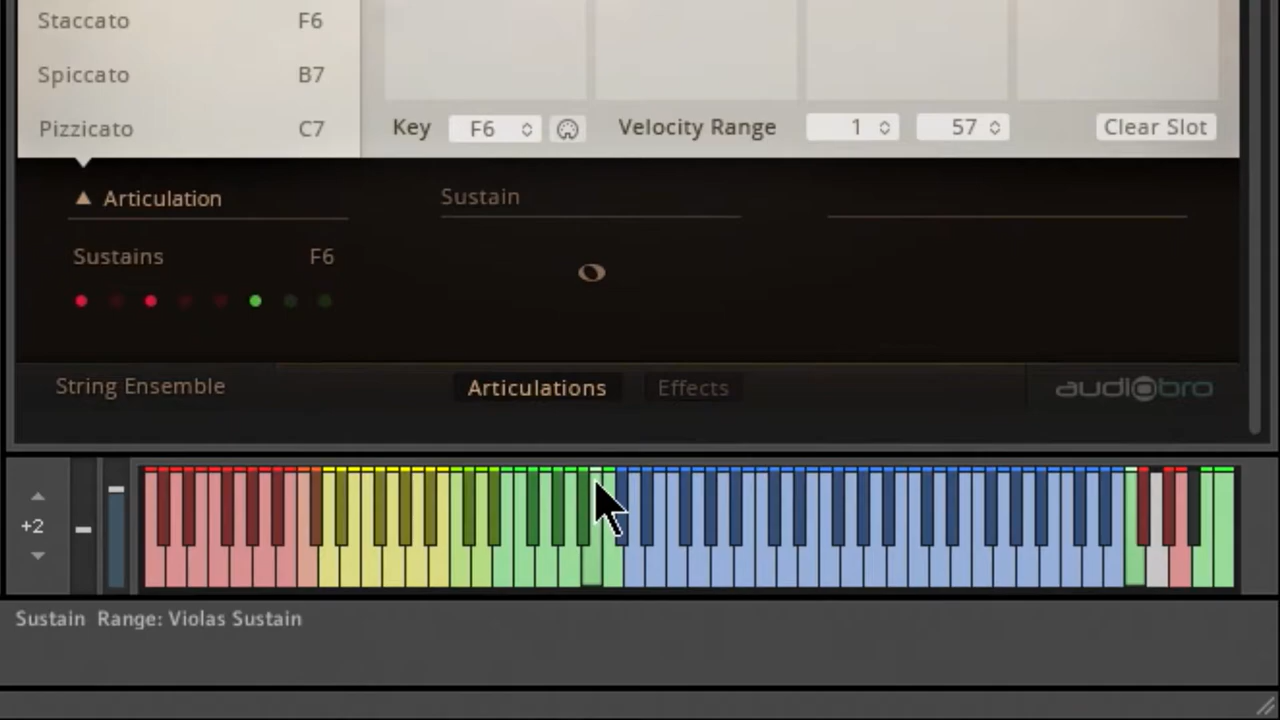 Staccato F6
Spiccato B7
Pizzicato C7
Key F6 Velocity Range 1 57 Clear Slot
Articulation Sustain
Sustains F6
String Ensemble Articulations Effects audiobro
+2
Sustain Range: Violas Sustain